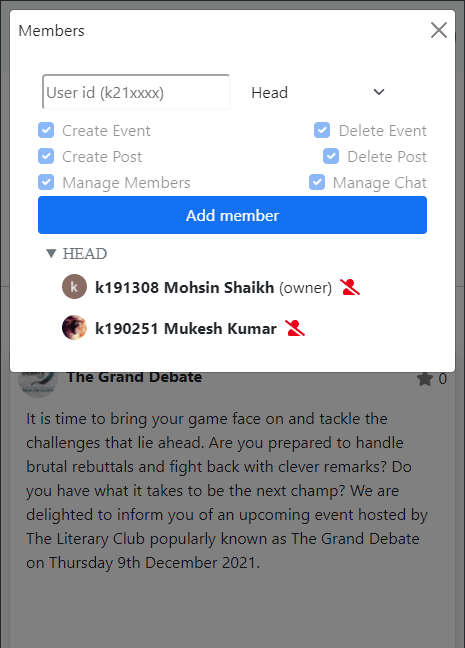 Members
User id (k21xxxx)
Head
Create Event
Delete Event
Create Post
Delete Post
Manage Members
Manage Chat
Add member
▼ HEAD
k
k191308 Mohsin Shaikh (owner)
k190251 Mukesh Kumar
The Grand Debate
0
It is time to bring your game face on and tackle the
challenges that lie ahead. Are you prepared to handle
brutal rebuttals and fight back with clever remarks? Do
you have what it takes to be the next champ? We are
delighted to inform you of an upcoming event hosted by
The Literary Club popularly known as The Grand Debate
on Thursday 9th December 2021.